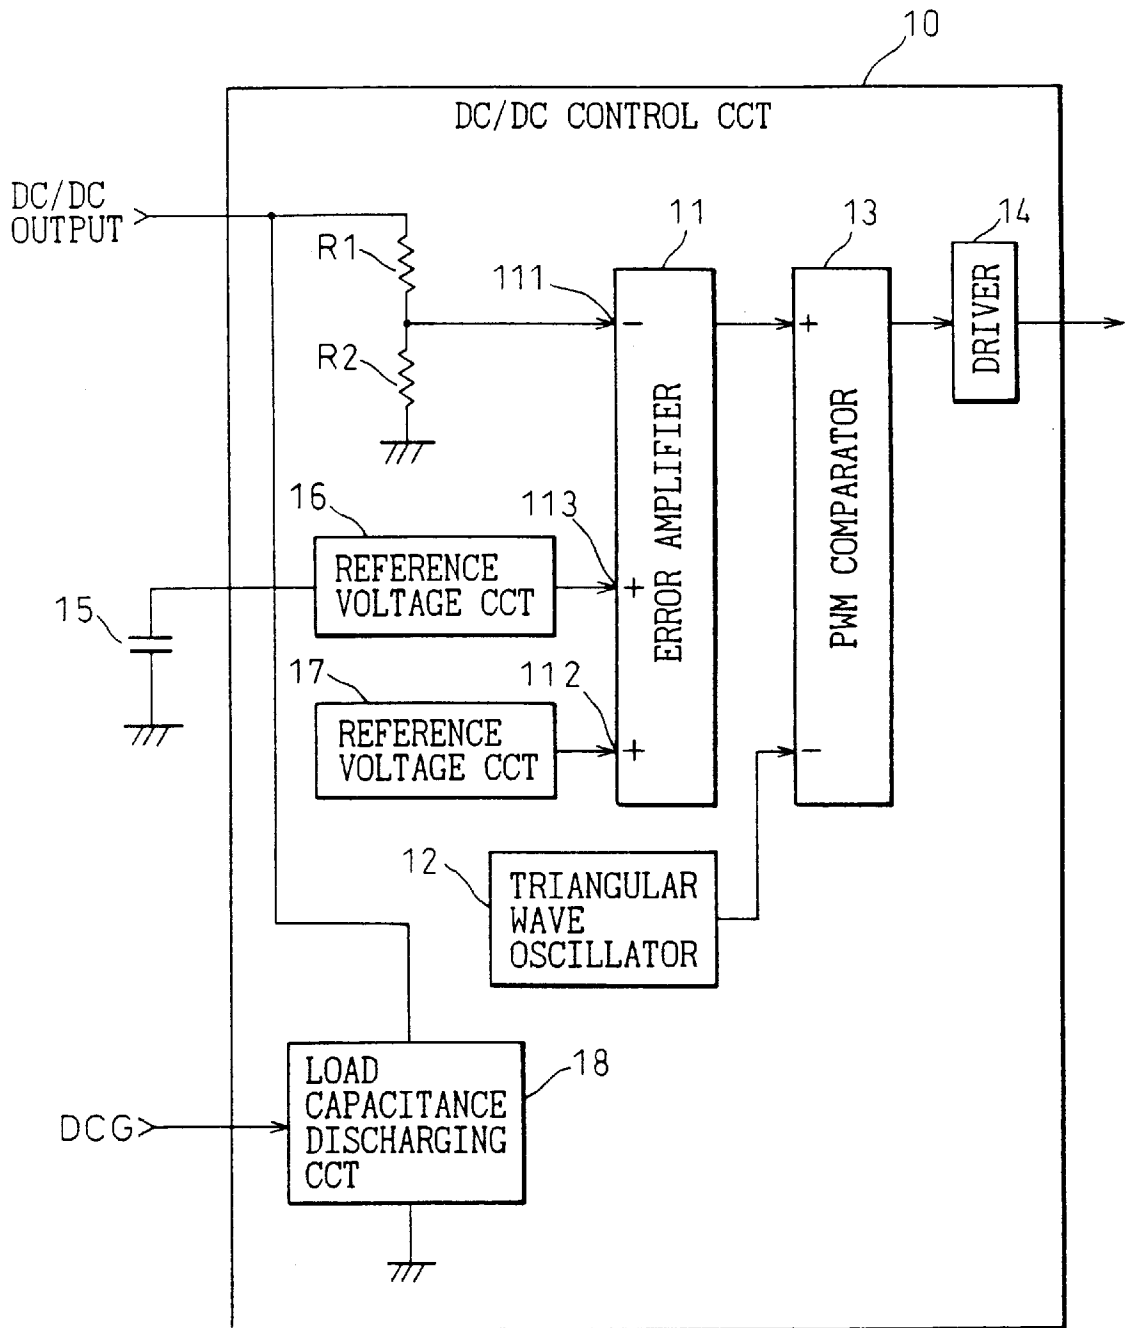 10
DC/DC CONTROL CCT
DC/DC
OUTPUT
R1
R2
111
11
13
14
−
+
DRIVER
ERROR AMPLIFIER
PWM COMPARATOR
16
113
REFERENCE
VOLTAGE CCT
+
15
17
112
REFERENCE
VOLTAGE CCT
+
−
12
TRIANGULAR
WAVE
OSCILLATOR
18
LOAD
CAPACITANCE
DISCHARGING
CCT
DCG